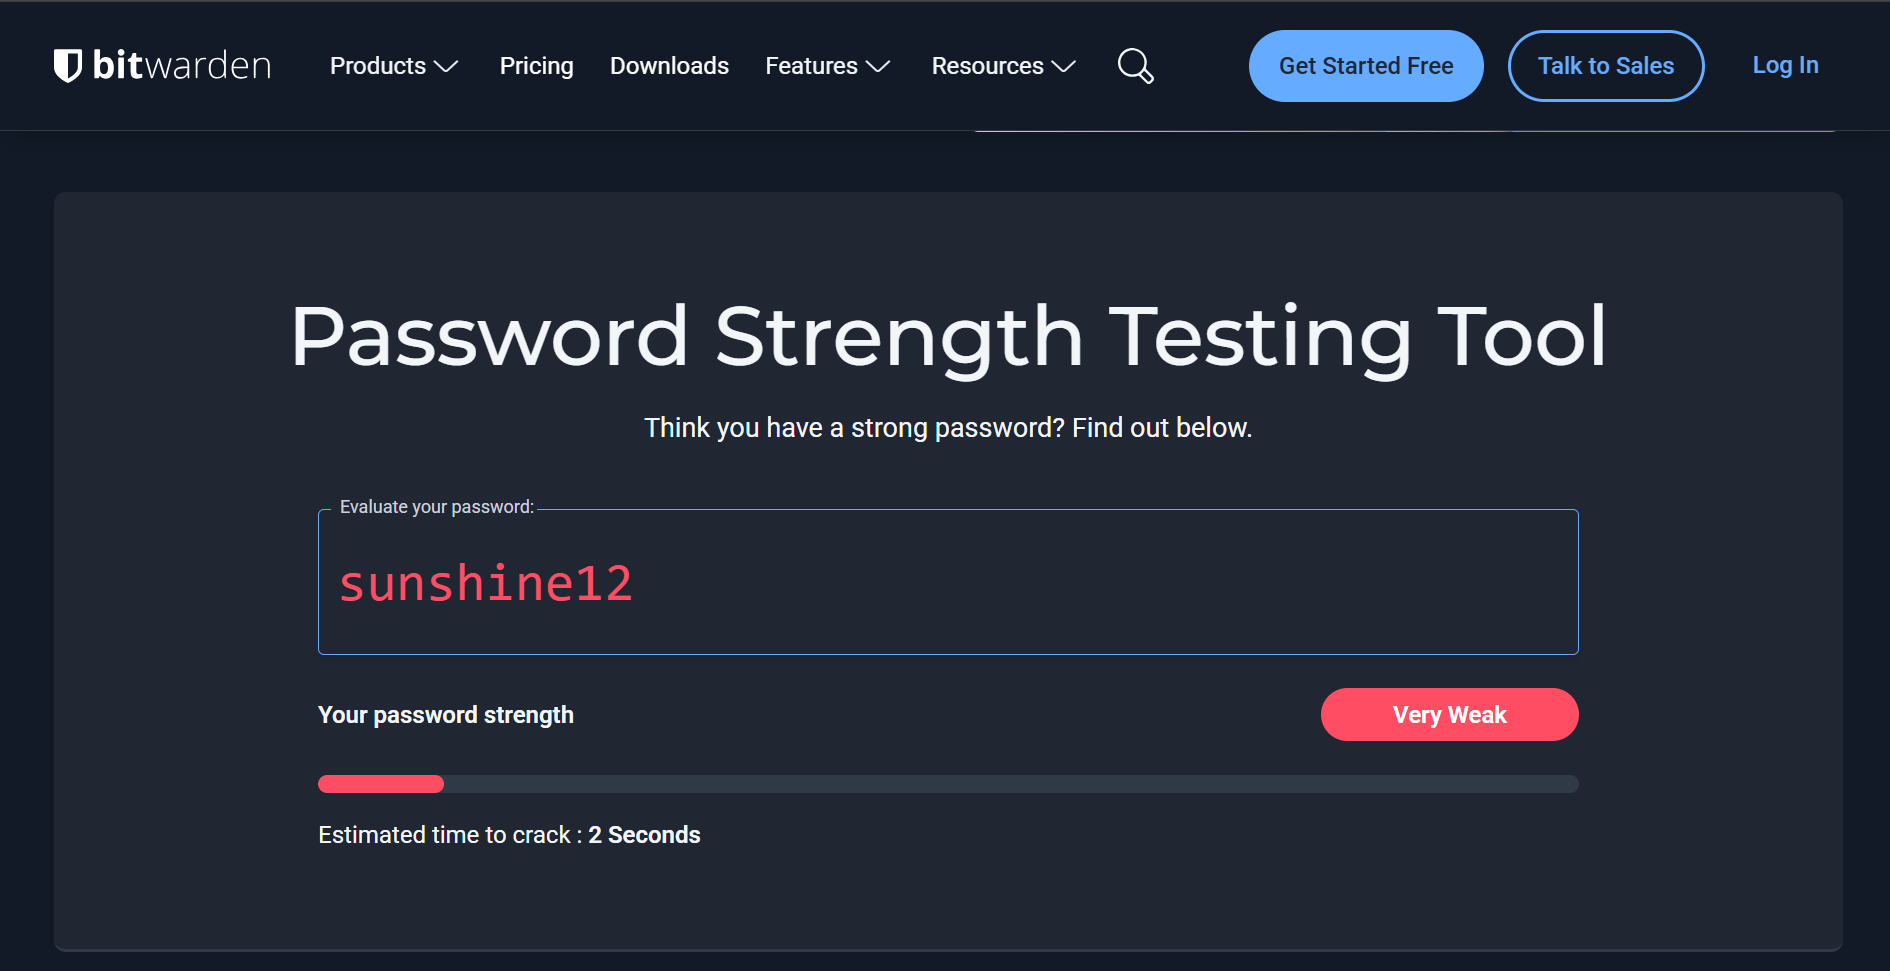 bitwarden Products Pricing Downloads Features Resources Get Started Free Talk to Sales Log In
Password Strength Testing Tool
Think you have a strong password? Find out below.
Evaluate your password:
sunshine12
Your password strength Very Weak
Estimated time to crack : 2 Seconds